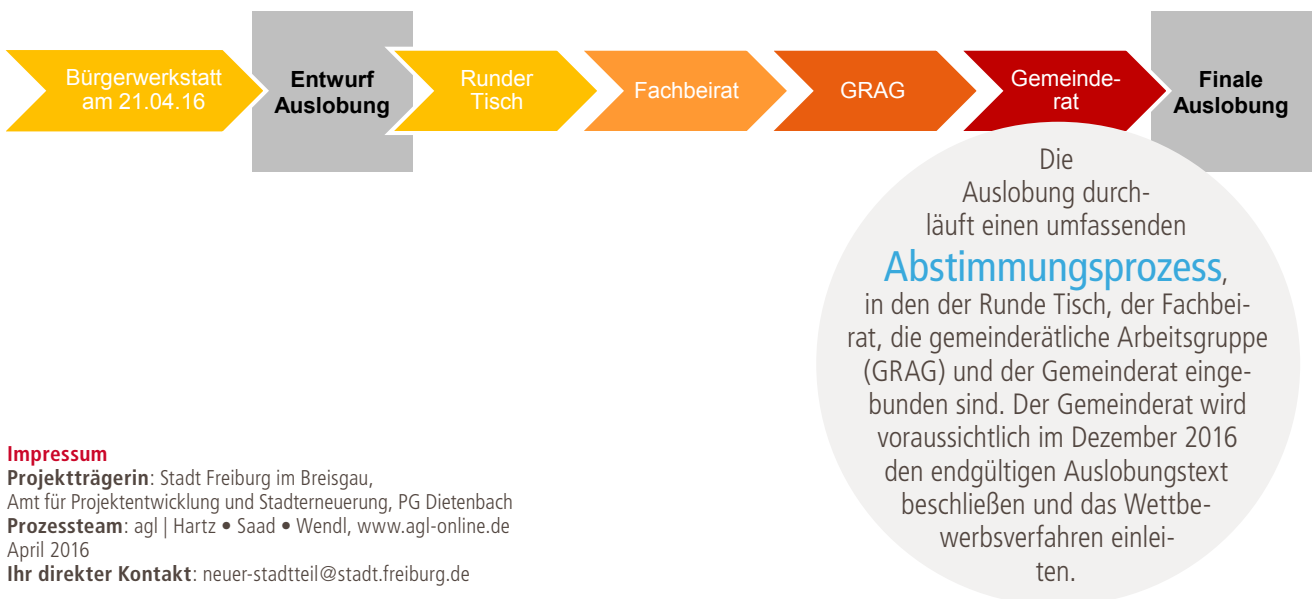 Bürgerwerkstatt
am 21.04.16
Entwurf
Auslobung
Runder
Tisch
Fachbeirat
GRAG
Gemeinde-
rat
Finale
Auslobung
Die
Auslobung durch-
läuft einen umfassenden
Abstimmungsprozess,
in den der Runde Tisch, der Fachbei-
rat, die gemeinderätliche Arbeitsgruppe
(GRAG) und der Gemeinderat einge-
bunden sind. Der Gemeinderat wird
voraussichtlich im Dezember 2016
den endgültigen Auslobungstext
beschließen und das Wettbe-
werbsverfahren einlei-
ten.
Impressum
Projektträgerin: Stadt Freiburg im Breisgau,
Amt für Projektentwicklung und Stadterneuerung, PG Dietenbach
Prozessteam: agl | Hartz • Saad • Wendl, www.agl-online.de
April 2016
Ihr direkter Kontakt: neuer-stadtteil@stadt.freiburg.de